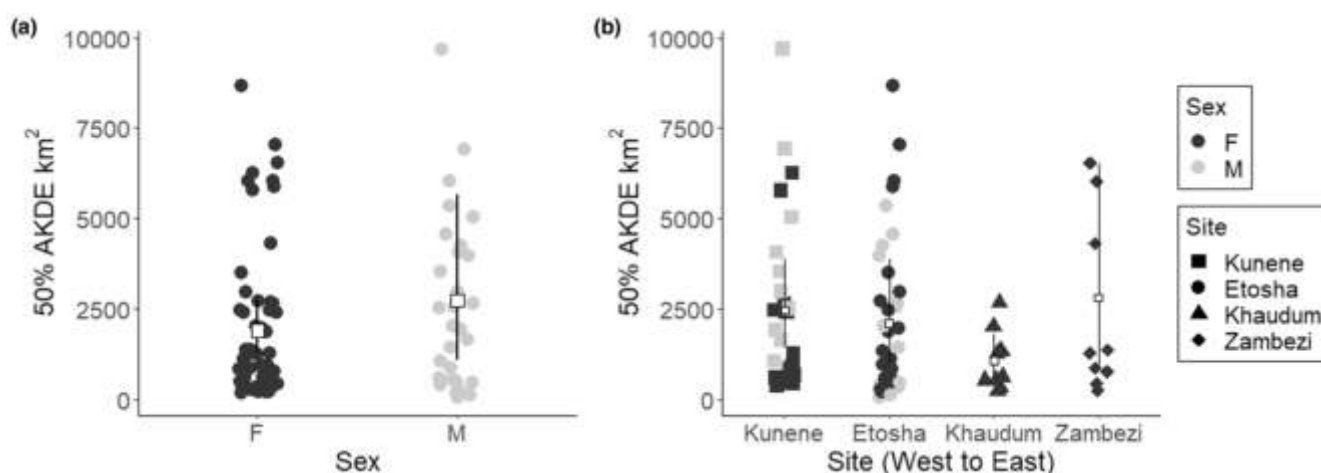 (a)
10000
7500
5000
2500
0
50% AKDE km²
F
M
Sex
(b)
10000
7500
5000
2500
0
50% AKDE km²
Kunene
Etosha
Khaudum
Zambezi
Site (West to East)
Sex
F
M
Site
Kunene
Etosha
Khaudum
Zambezi